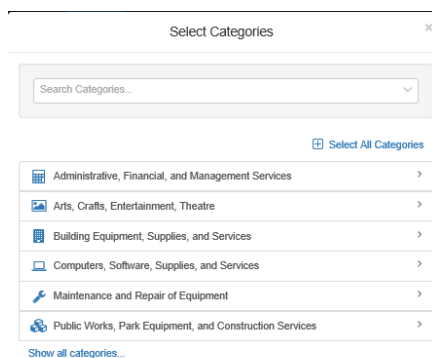 Select Categories
×
Search Categories...
Select All Categories
Administrative, Financial, and Management Services
Arts, Crafts, Entertainment, Theatre
Building Equipment, Supplies, and Services
Computers, Software, Supplies, and Services
Maintenance and Repair of Equipment
Public Works, Park Equipment, and Construction Services
Show all categories...